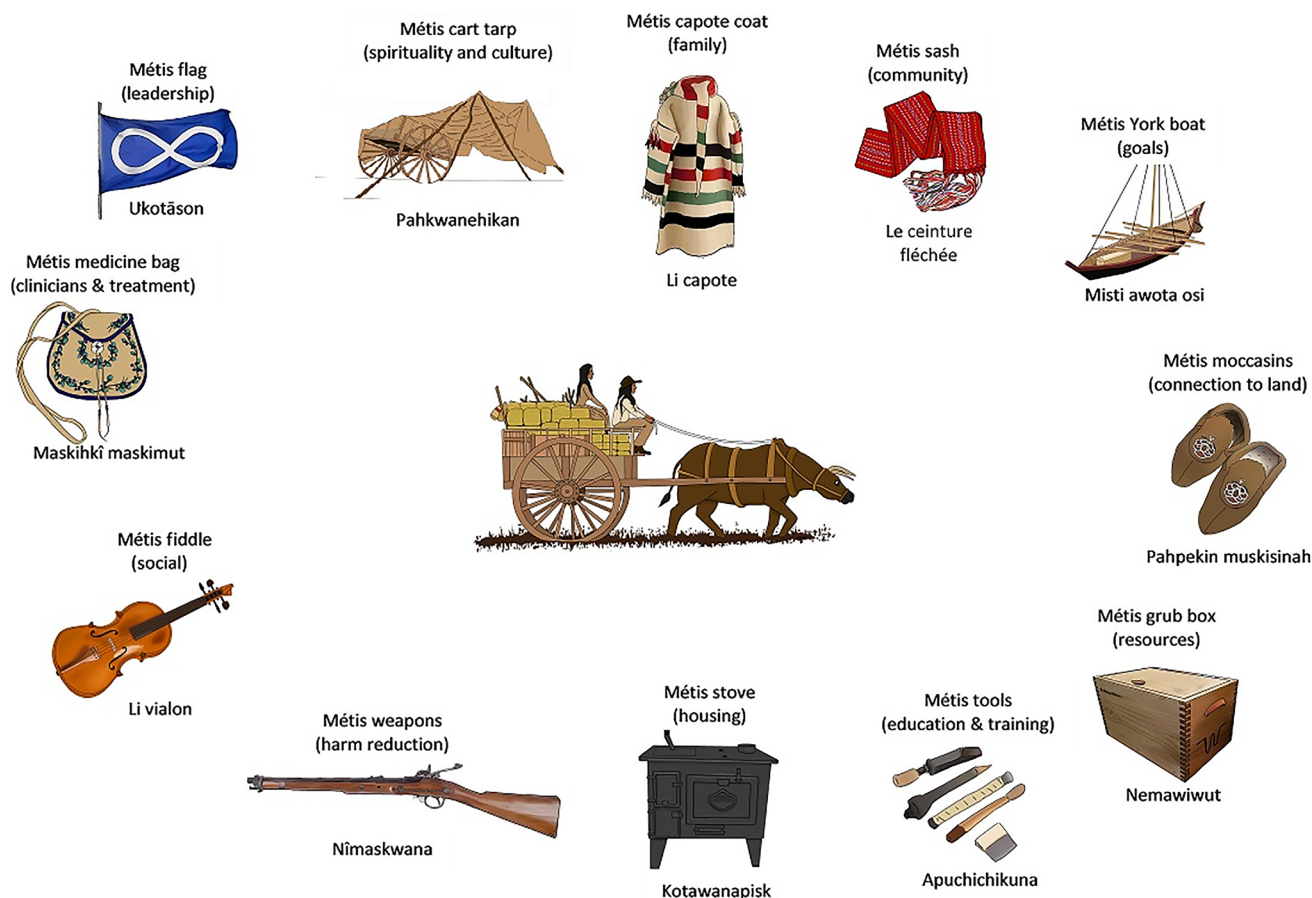 Métis flag
(leadership)
Ukotāson
Métis cart tarp
(spirituality and culture)
Pahkwanehikan
Métis capote coat
(family)
Li capote
Métis sash
(community)
Le ceinture
fléchée
Métis York boat
(goals)
Misti awota osi
Métis medicine bag
(clinicians & treatment)
Maskihkî maskimut
Métis moccasins
(connection to land)
Pahpekin muskisinah
Métis fiddle
(social)
Li vialon
Métis grub box
(resources)
Nemawiwut
Métis weapons
(harm reduction)
Nîmaskwana
Métis stove
(housing)
Kotawanapisk
Métis tools
(education & training)
Apuchichikuna